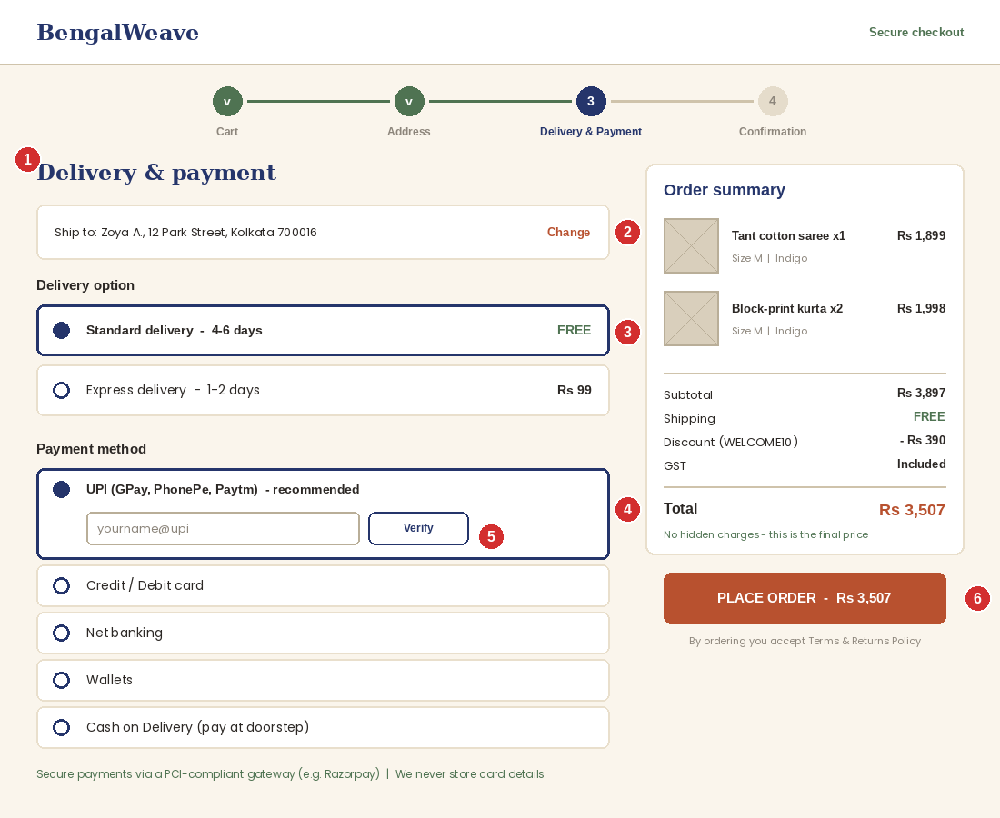 BengalWeave
Secure checkout
v
v
3
4
Cart
Address
Delivery & Payment
Confirmation
1
Delivery & payment
Ship to: Zoya A., 12 Park Street, Kolkata 700016
Change
2
Delivery option
Standard delivery - 4-6 days
FREE
3
Express delivery - 1-2 days
Rs 99
Payment method
UPI (GPay, PhonePe, Paytm) - recommended
yourname@upi
Verify
5
4
Credit / Debit card
Net banking
Wallets
Cash on Delivery (pay at doorstep)
Secure payments via a PCI-compliant gateway (e.g. Razorpay) | We never store card details
Order summary
Tant cotton saree x1
Rs 1,899
Size M | Indigo
Block-print kurta x2
Rs 1,998
Size M | Indigo
Subtotal
Rs 3,897
Shipping
FREE
Discount (WELCOME10)
- Rs 390
GST
Included
Total
Rs 3,507
No hidden charges - this is the final price
PLACE ORDER - Rs 3,507
6
By ordering you accept Terms & Returns Policy